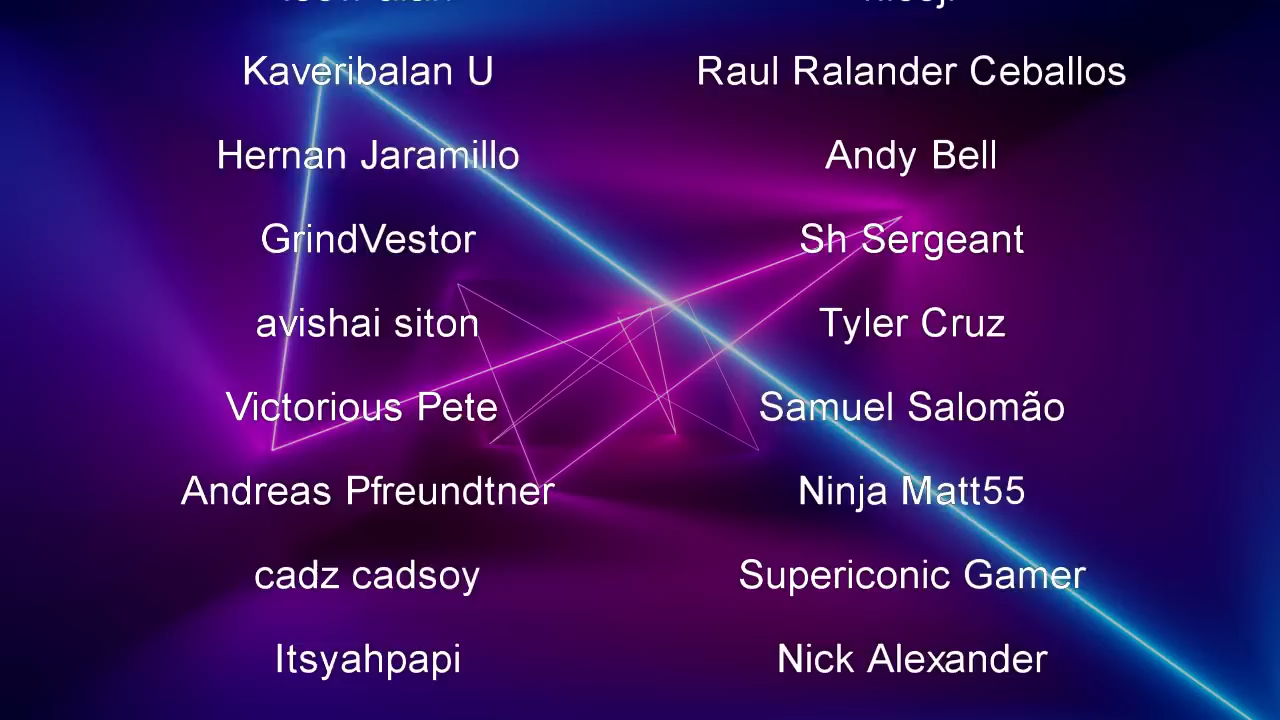 Kaveribalan U
Raul Ralander Ceballos
Hernan Jaramillo
Andy Bell
GrindVestor
Sh Sergeant
avishai siton
Tyler Cruz
Victorious Pete
Samuel Salomão
Andreas Pfreundtner
Ninja Matt55
cadz cadsoy
Supericonic Gamer
Itsyahpapi
Nick Alexander